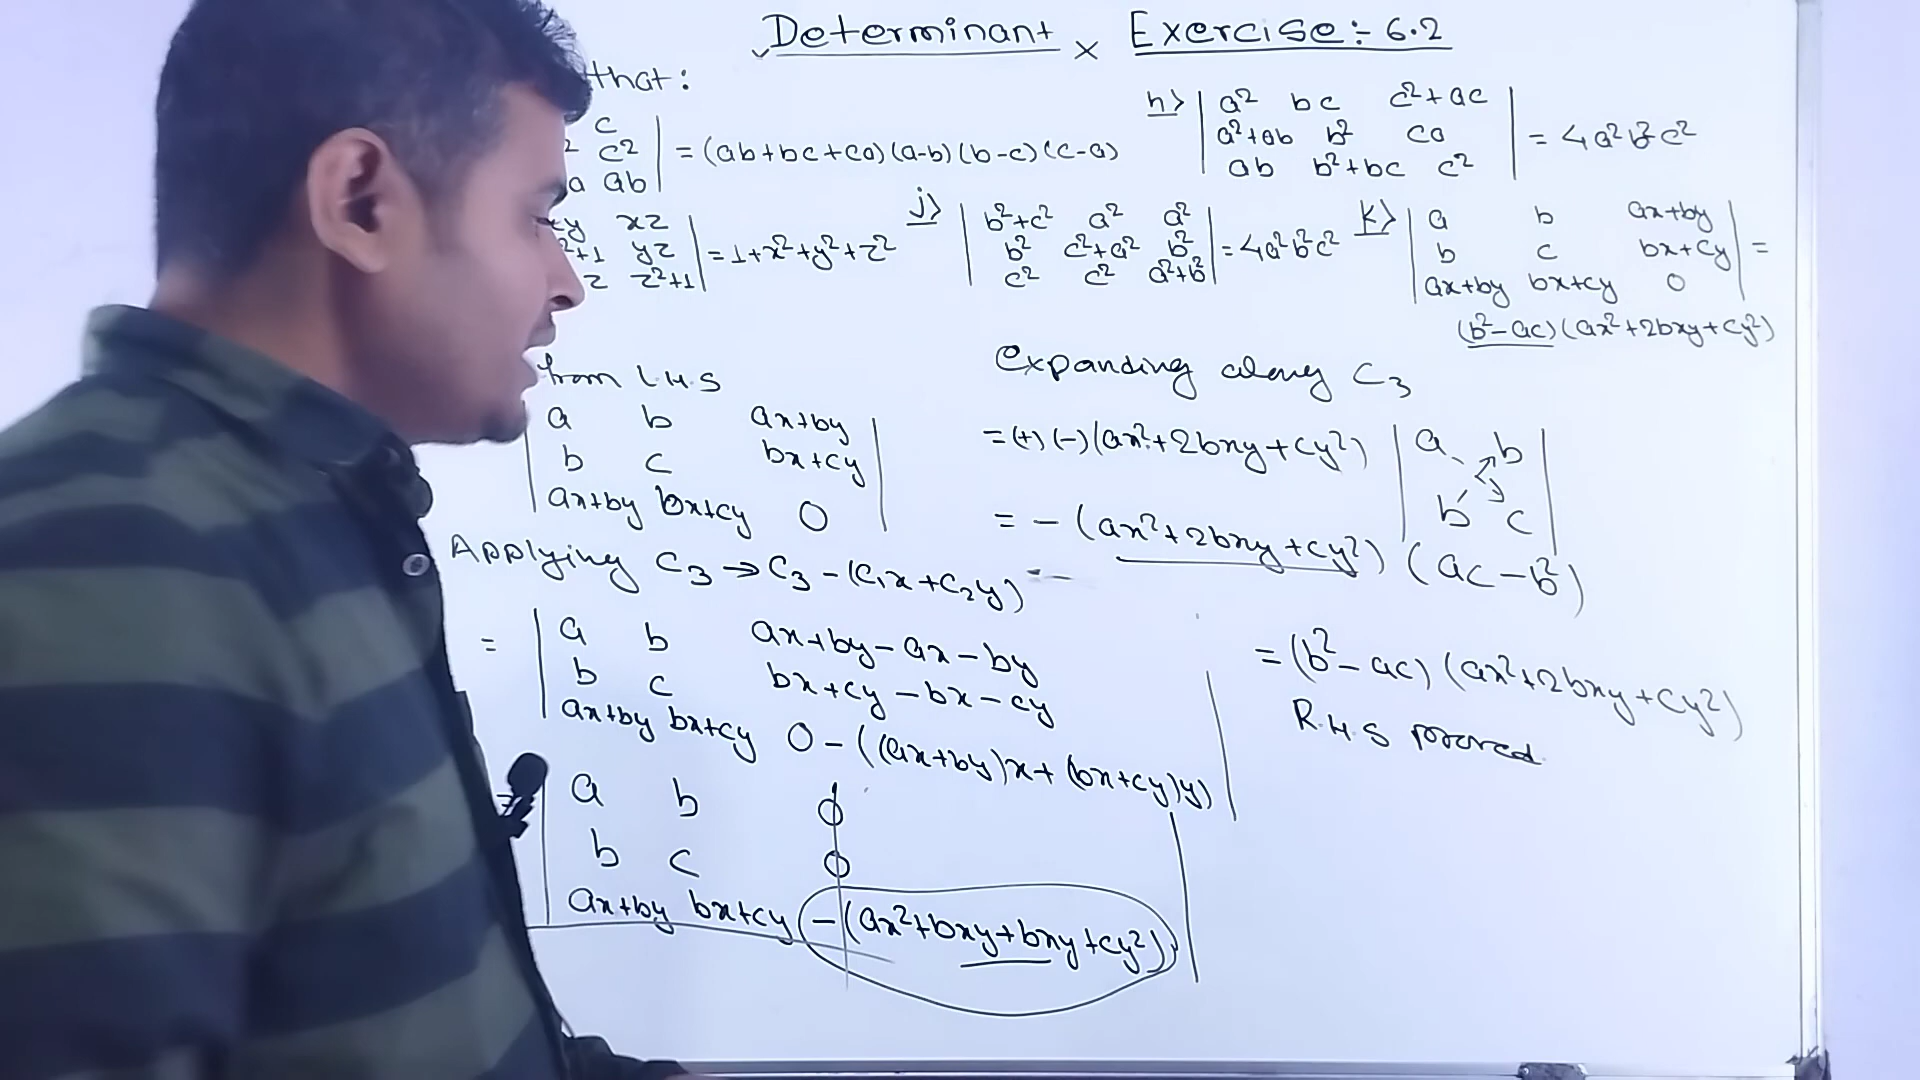 Determinant × Exercise:- 6.2
that:
c
2 c²
a ab
= (ab+bc+ca)(a-b)(b-c)(c-a)
h> | a² bc c²+ac |
| a²+ab b² ca | = 4a²b²c²
| ab b²+bc c² |
xy xz
²+1 yz = 1+x²+y²+z²
z z²+1
j> | b²+c² a² a² |
| b² c²+a² b² | = 4a²b²c²
| c² c² a²+b² |
k> | a b ax+by |
| b c bx+cy | =
| ax+by bx+cy 0 |
(b²-ac)(ax²+2bxy+cy²)
from L.H.S
| a b ax+by |
| b c bx+cy |
| ax+by bx+cy 0 |
Applying C₃→C₃-(C₁x+C₂y)
= | a b ax+by-ax-by |
| b c bx+cy-bx-cy |
| ax+by bx+cy 0-((ax+by)x+(bx+cy)y) |
= | a b 0 |
| b c 0 |
| ax+by bx+cy -(ax²+bxy+bxy+cy²) |
expanding along C₃
= (+)(-)(ax²+2bxy+cy²) | a b |
| b c |
= -(ax²+2bxy+cy²)(ac-b²)
= (b²-ac)(ax²+2bxy+cy²)
R.H.S proved